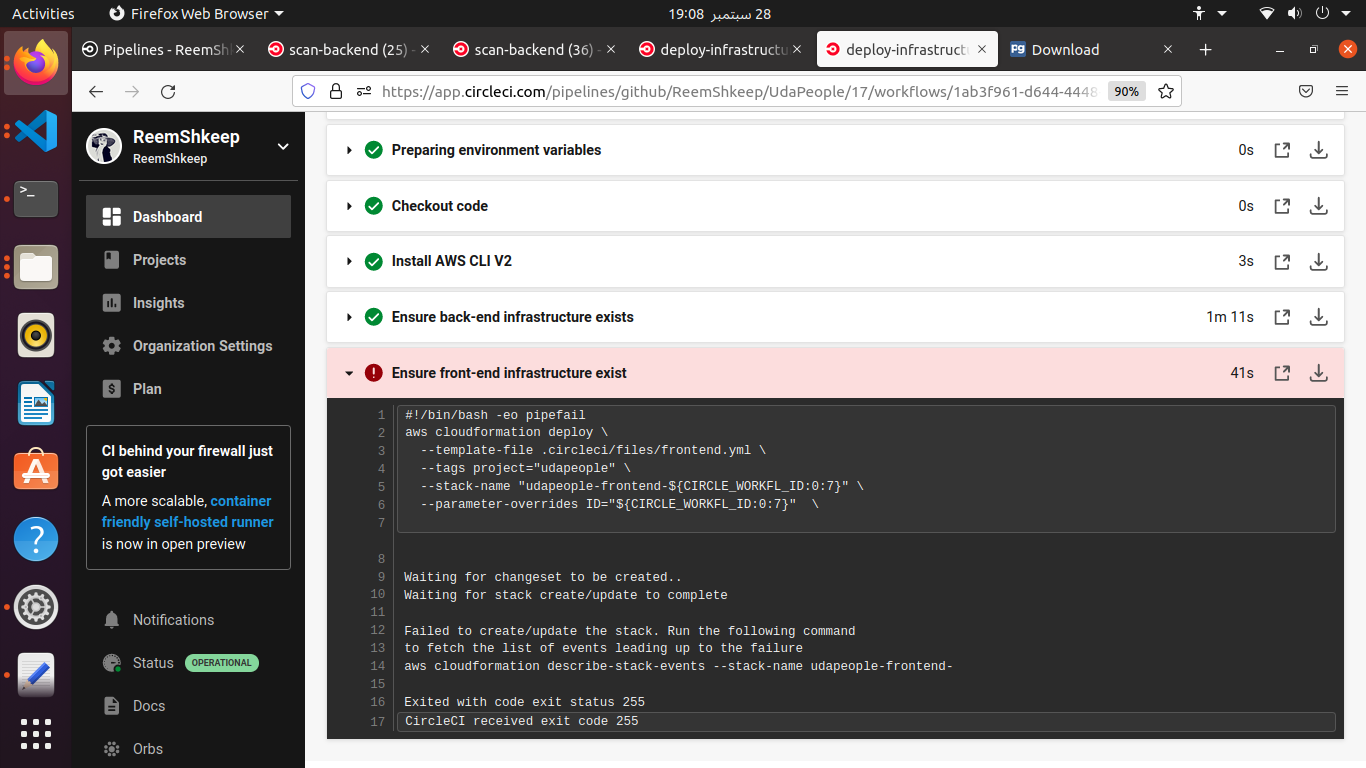 Activities
Firefox Web Browser
19:08 سبتمبر 28
Pipelines - ReemSh
scan-backend (25) -
scan-backend (36) -
deploy-infrastructu
deploy-infrastruct
Pg Download
https://app.circleci.com/pipelines/github/ReemShkeep/UdaPeople/17/workflows/1ab3f961-d644-4448
90%
ReemShkeep
ReemShkeep
Dashboard
Projects
Insights
Organization Settings
Plan
CI behind your firewall just
got easier
A more scalable, container
friendly self-hosted runner
is now in open preview
Notifications
Status OPERATIONAL
Docs
Orbs
Preparing environment variables 0s
Checkout code 0s
Install AWS CLI V2 3s
Ensure back-end infrastructure exists 1m 11s
Ensure front-end infrastructure exist 41s
1 #!/bin/bash -eo pipefail
2 aws cloudformation deploy \
3 --template-file .circleci/files/frontend.yml \
4 --tags project="udapeople" \
5 --stack-name "udapeople-frontend-${CIRCLE_WORKFL_ID:0:7}" \
6 --parameter-overrides ID="${CIRCLE_WORKFL_ID:0:7}" \
7
8
9 Waiting for changeset to be created..
10 Waiting for stack create/update to complete
11
12 Failed to create/update the stack. Run the following command
13 to fetch the list of events leading up to the failure
14 aws cloudformation describe-stack-events --stack-name udapeople-frontend-
15
16 Exited with code exit status 255
17 CircleCI received exit code 255